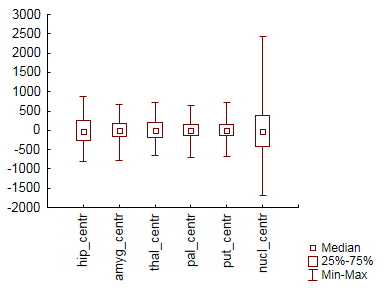 3000
2500
2000
1500
1000
500
0
-500
-1000
-1500
-2000
hip_centr
amyg_centr
thal_centr
pal_centr
put_centr
nucl_centr
Median
25%-75%
Min-Max